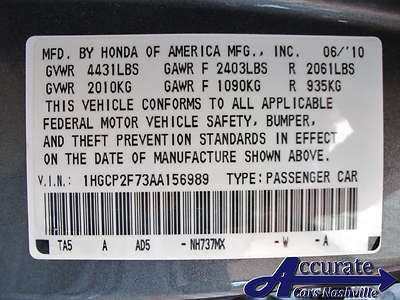 MFD. BY HONDA OF AMERICA MFG., INC. 06/'10
GVWR 4431LBS GAWR F 2403LBS R 2061LBS
GVWR 2010KG GAWR F 1090KG R 935KG
THIS VEHICLE CONFORMS TO ALL APPLICABLE
FEDERAL MOTOR VEHICLE SAFETY, BUMPER,
AND THEFT PREVENTION STANDARDS IN EFFECT
ON THE DATE OF MANUFACTURE SHOWN ABOVE.
V.I.N. 1HGCP2F73AA156989 TYPE: PASSENGER CAR
TA5 A AD5 - NH737MX - W - A
Accurate
Cars Nashville